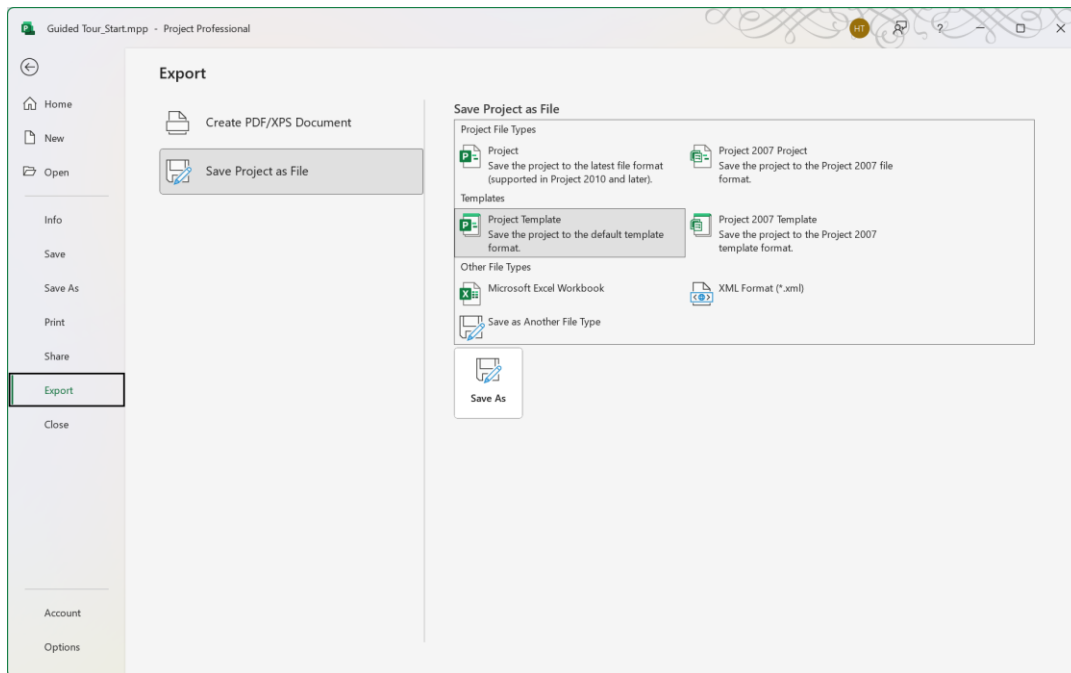 Guided Tour_Start.mpp - Project Professional
HT
?
Export
Home
New
Open
Info
Save
Save As
Print
Share
Export
Close
Account
Options
Create PDF/XPS Document
Save Project as File
Save Project as File
Project File Types
Project
Save the project to the latest file format
(supported in Project 2010 and later).
Project 2007 Project
Save the project to the Project 2007 file
format.
Templates
Project Template
Save the project to the default template
format.
Project 2007 Template
Save the project to the Project 2007
template format.
Other File Types
Microsoft Excel Workbook
XML Format (*.xml)
Save as Another File Type
Save As